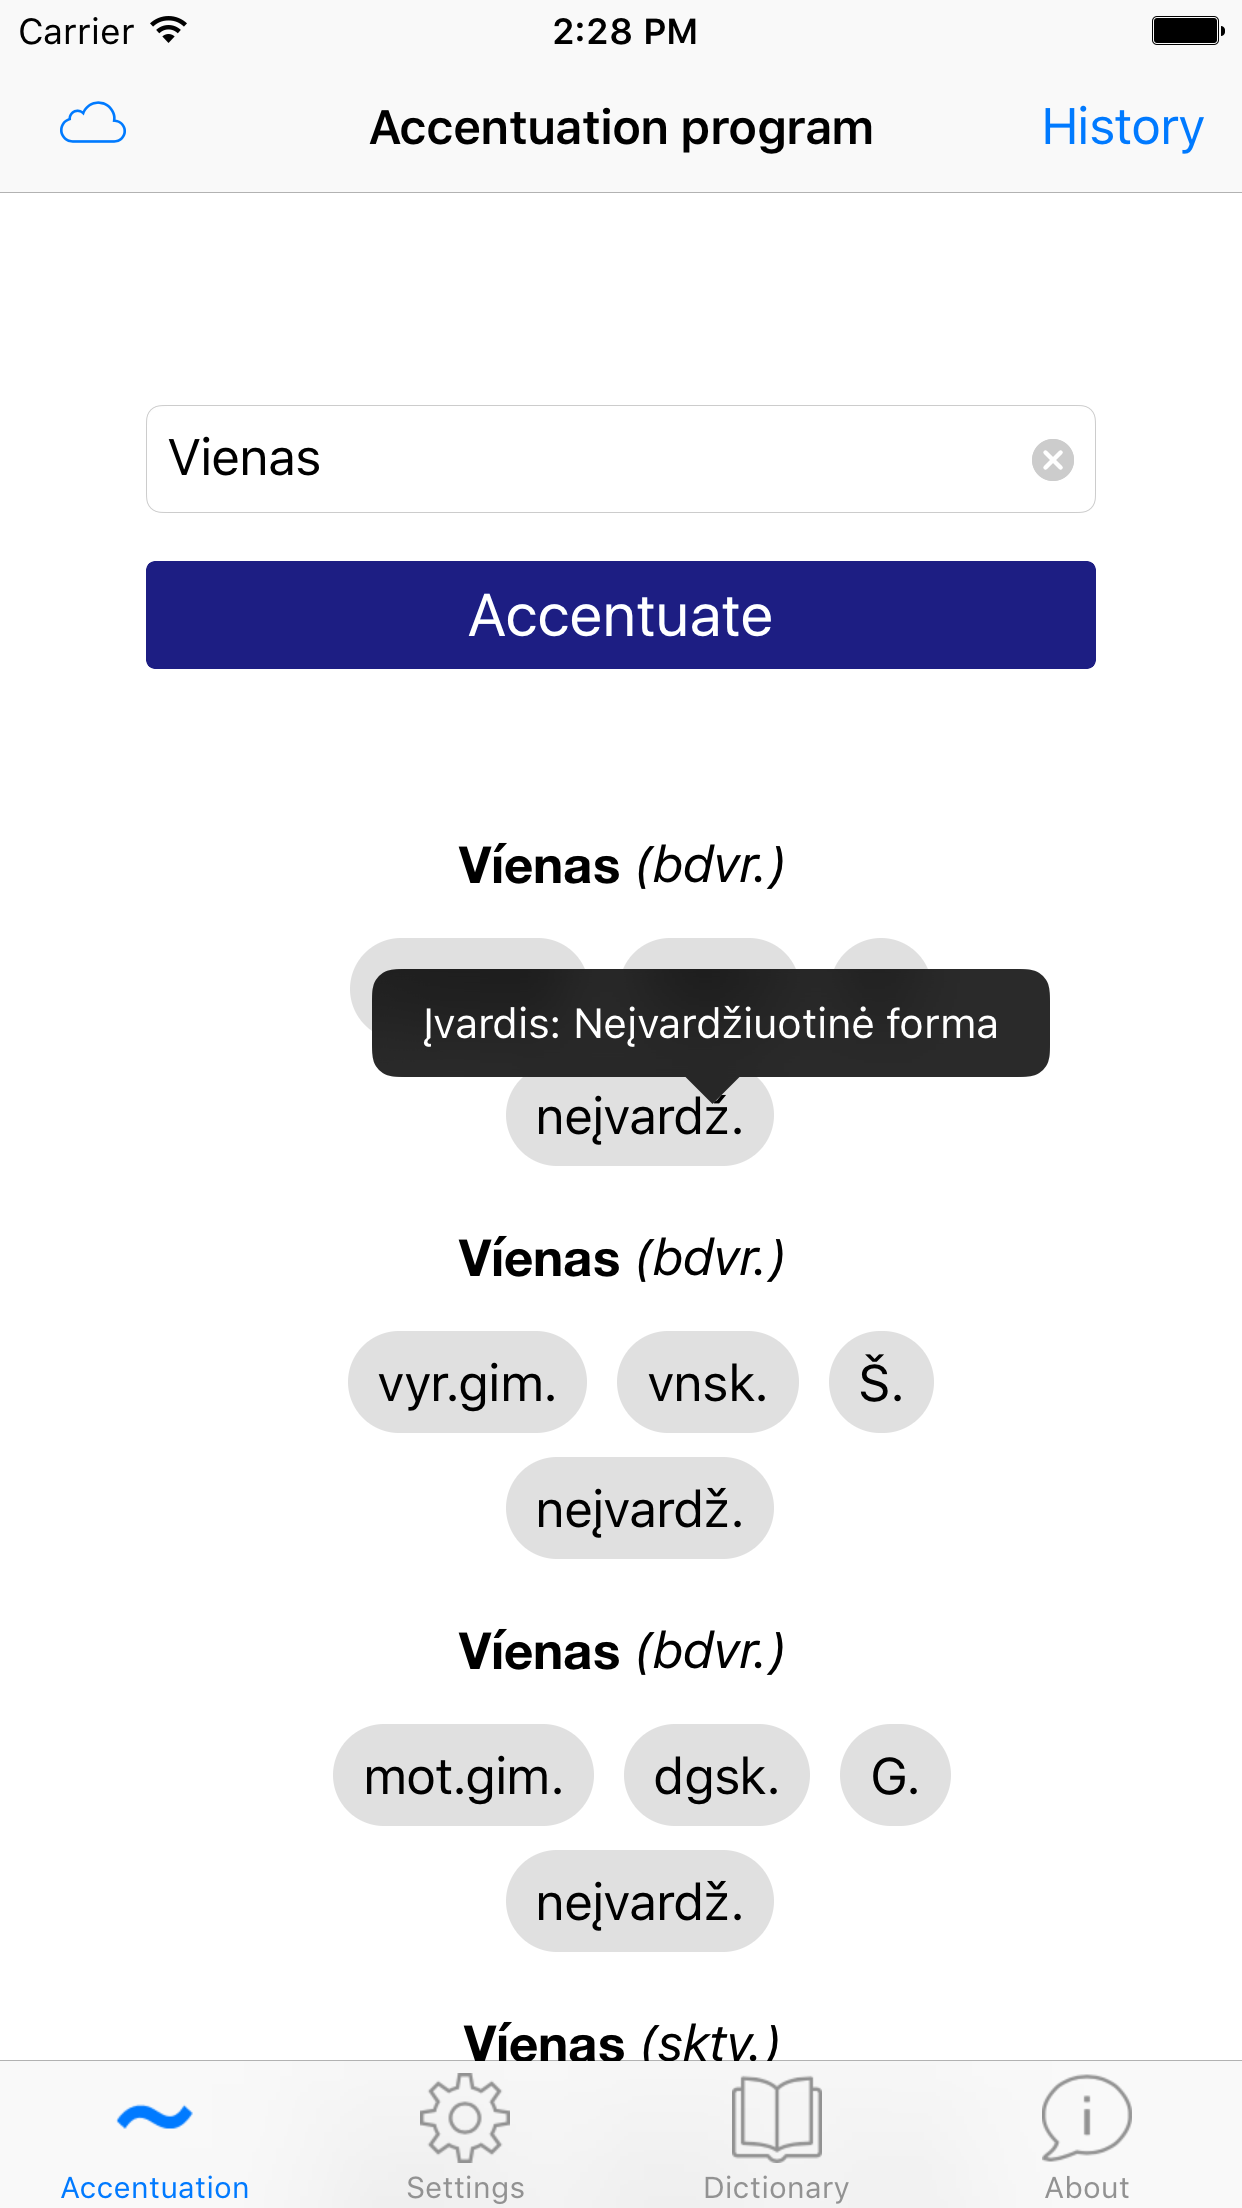 Carrier 2:28 PM
Accentuation program History
Vienas
Accentuate
Víenas (bdvr.)
Įvardis: Neįvardžiuotinė forma
neįvardž.
Víenas (bdvr.)
vyr.gim. vnsk. Š.
neįvardž.
Víenas (bdvr.)
mot.gim. dgsk. G.
neįvardž.
Víenas (sktv.)
Accentuation Settings Dictionary About